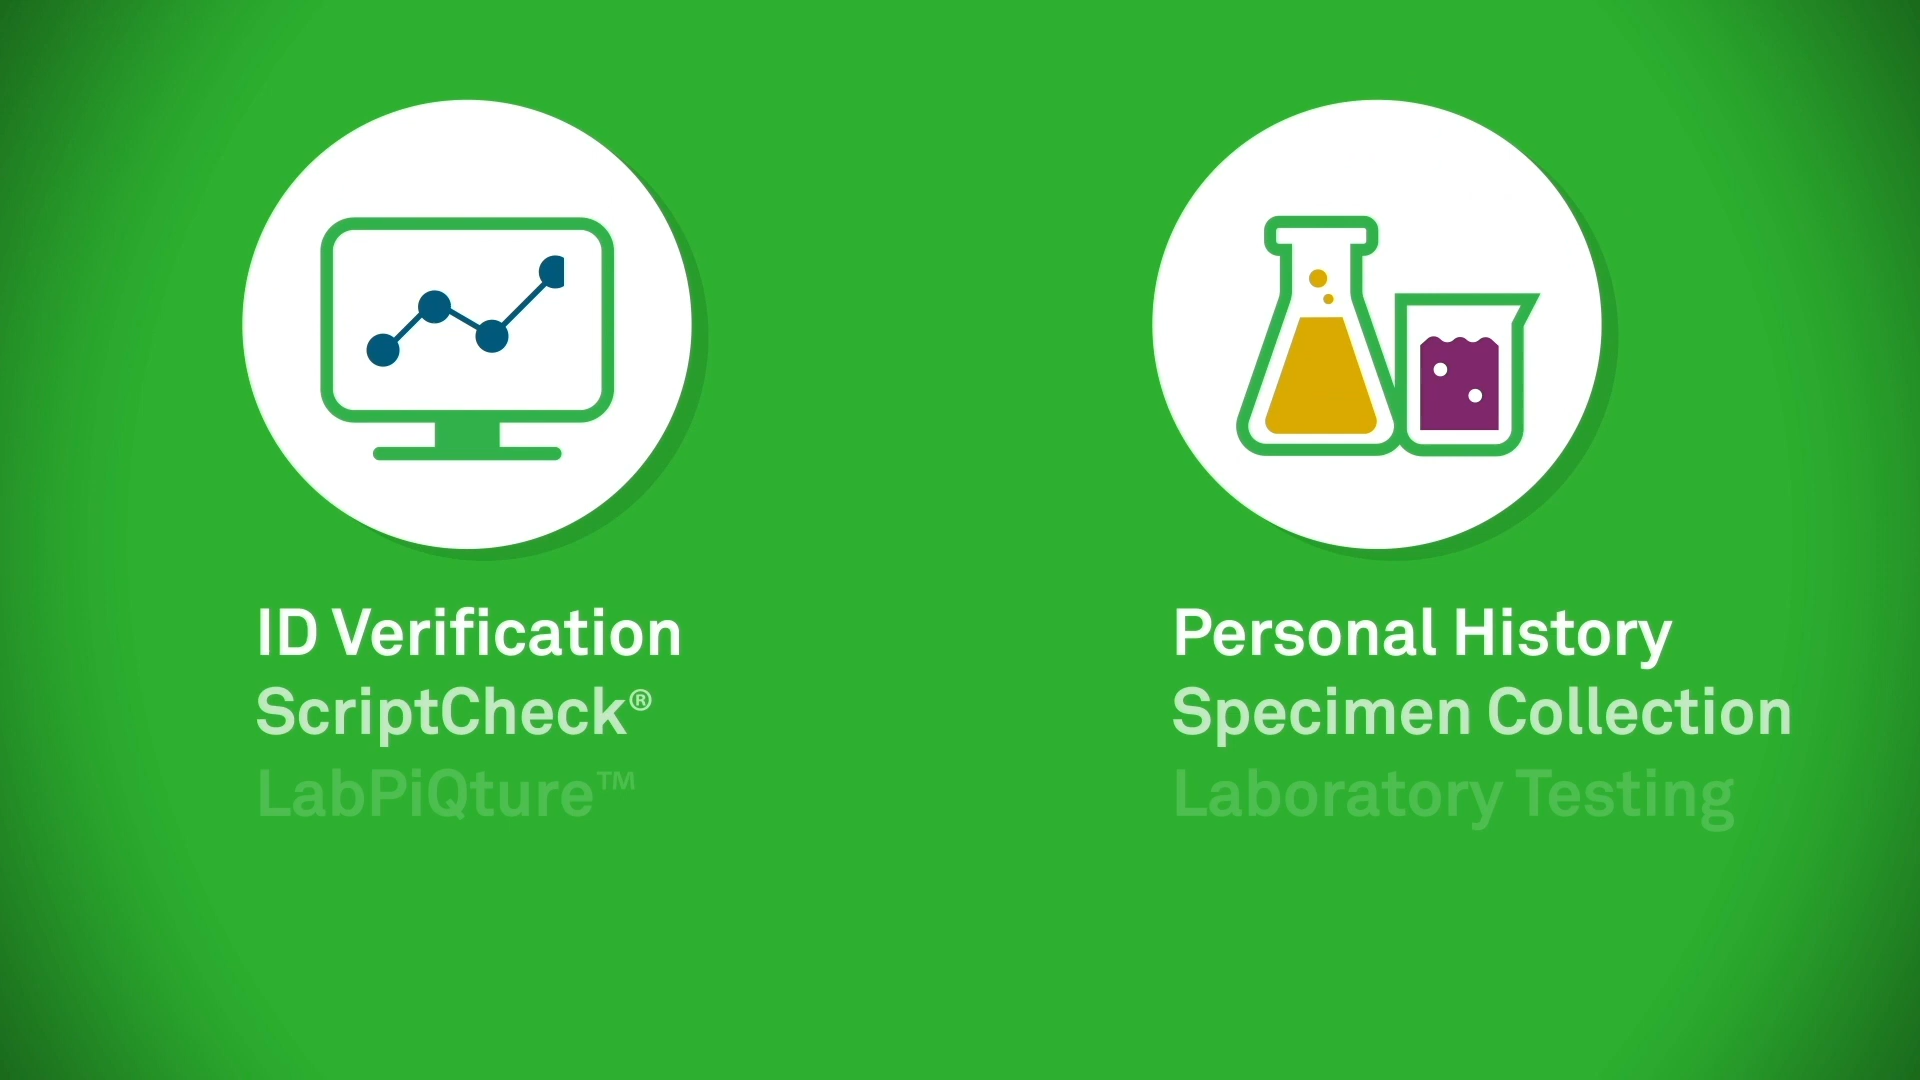 ID Verification
ScriptCheck®
LabPiQture™
Personal History
Specimen Collection
Laboratory Testing